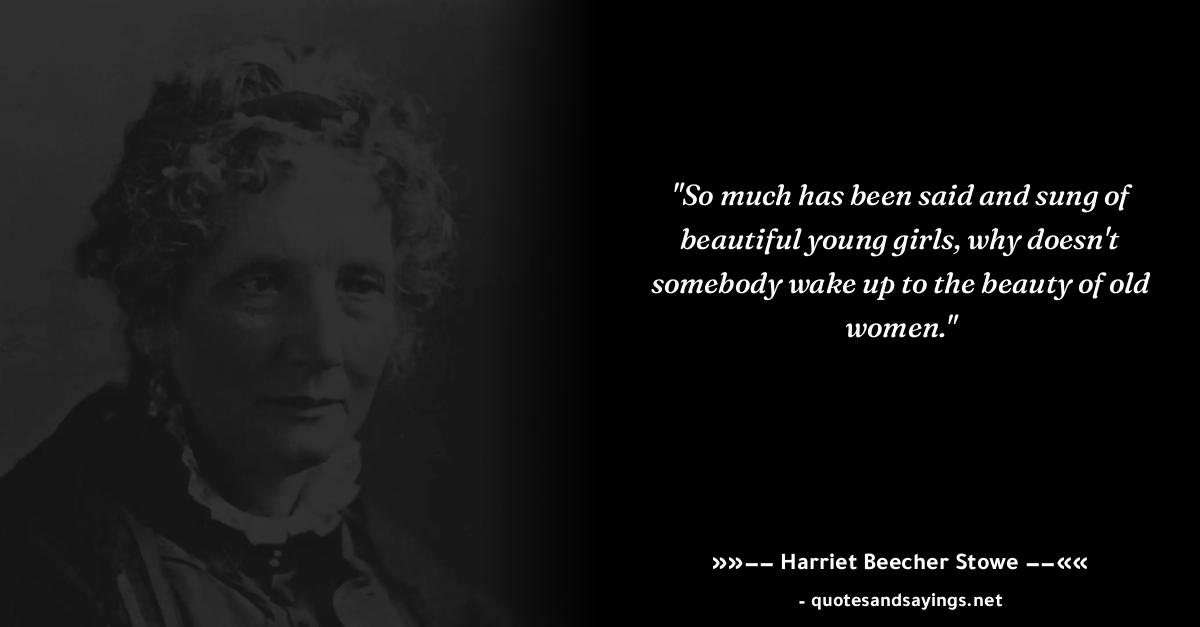 "So much has been said and sung of
beautiful young girls, why doesn't
somebody wake up to the beauty of old
women."
»»−− Harriet Beecher Stowe −−««
- quotesandsayings.net